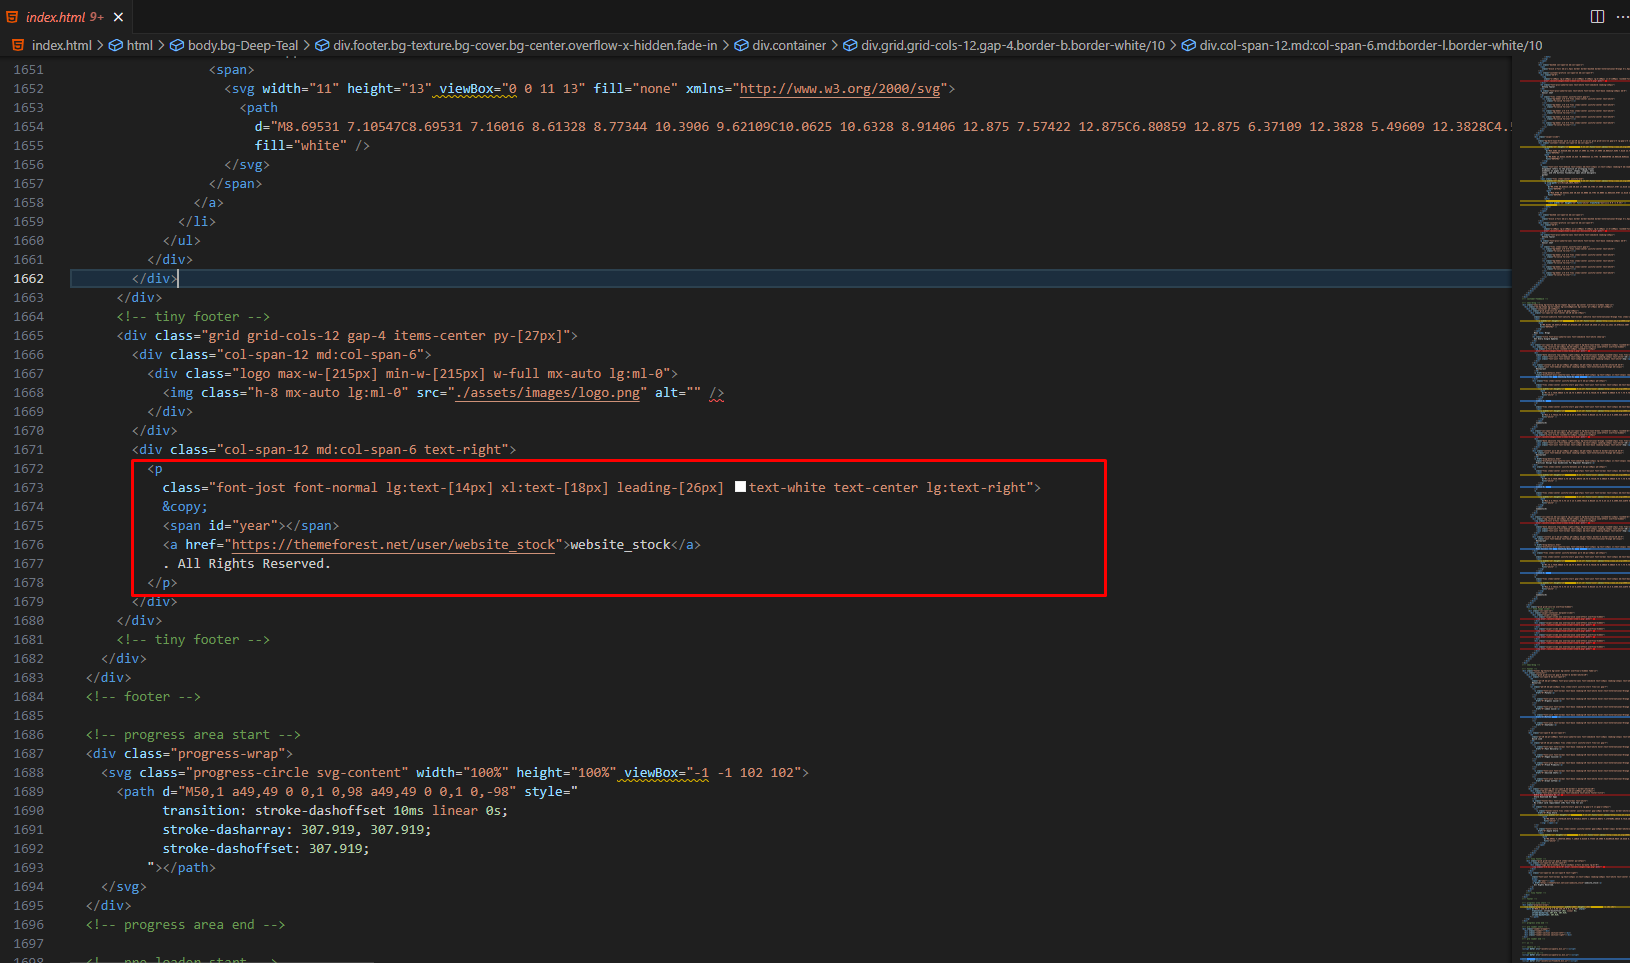 index.html 9+ ×
index.html > html > body.bg-Deep-Teal > div.footer.bg-texture.bg-cover.bg-center.overflow-x-hidden.fade-in > div.container > div.grid.grid-cols-12.gap-4.border-b.border-white/10 > div.col-span-12.md:col-span-6.md:border-l.border-white/10
1651 <span>
1652 <svg width="11" height="13" viewBox="0 0 11 13" fill="none" xmlns="http://www.w3.org/2000/svg">
1653 <path
1654 d="M8.69531 7.10547C8.69531 7.16016 8.61328 8.77344 10.3906 9.62109C10.0625 10.6328 8.91406 12.875 7.57422 12.875C6.80859 12.875 6.37109 12.3828 5.49609 12.3828C4.
1655 fill="white" />
1656 </svg>
1657 </span>
1658 </a>
1659 </li>
1660 </ul>
1661 </div>
1662 </div>
1663 </div>
1664 <!-- tiny footer -->
1665 <div class="grid grid-cols-12 gap-4 items-center py-[27px]">
1666 <div class="col-span-12 md:col-span-6">
1667 <div class="logo max-w-[215px] min-w-[215px] w-full mx-auto lg:ml-0">
1668 <img class="h-8 mx-auto lg:ml-0" src="./assets/images/logo.png" alt="" />
1669 </div>
1670 </div>
1671 <div class="col-span-12 md:col-span-6 text-right">
1672 <p
1673 class="font-jost font-normal lg:text-[14px] xl:text-[18px] leading-[26px] text-white text-center lg:text-right">
1674 &copy;
1675 <span id="year"></span>
1676 <a href="https://themeforest.net/user/website_stock">website_stock</a>
1677 . All Rights Reserved.
1678 </p>
1679 </div>
1680 </div>
1681 <!-- tiny footer -->
1682 </div>
1683 </div>
1684 <!-- footer -->
1685
1686 <!-- progress area start -->
1687 <div class="progress-wrap">
1688 <svg class="progress-circle svg-content" width="100%" height="100%" viewBox="-1 -1 102 102">
1689 <path d="M50,1 a49,49 0 0,1 0,98 a49,49 0 0,1 0,-98" style="
1690 transition: stroke-dashoffset 10ms linear 0s;
1691 stroke-dasharray: 307.919, 307.919;
1692 stroke-dashoffset: 307.919;
1693 "></path>
1694 </svg>
1695 </div>
1696 <!-- progress area end -->
1697
1698 <!-- pre loader start -->